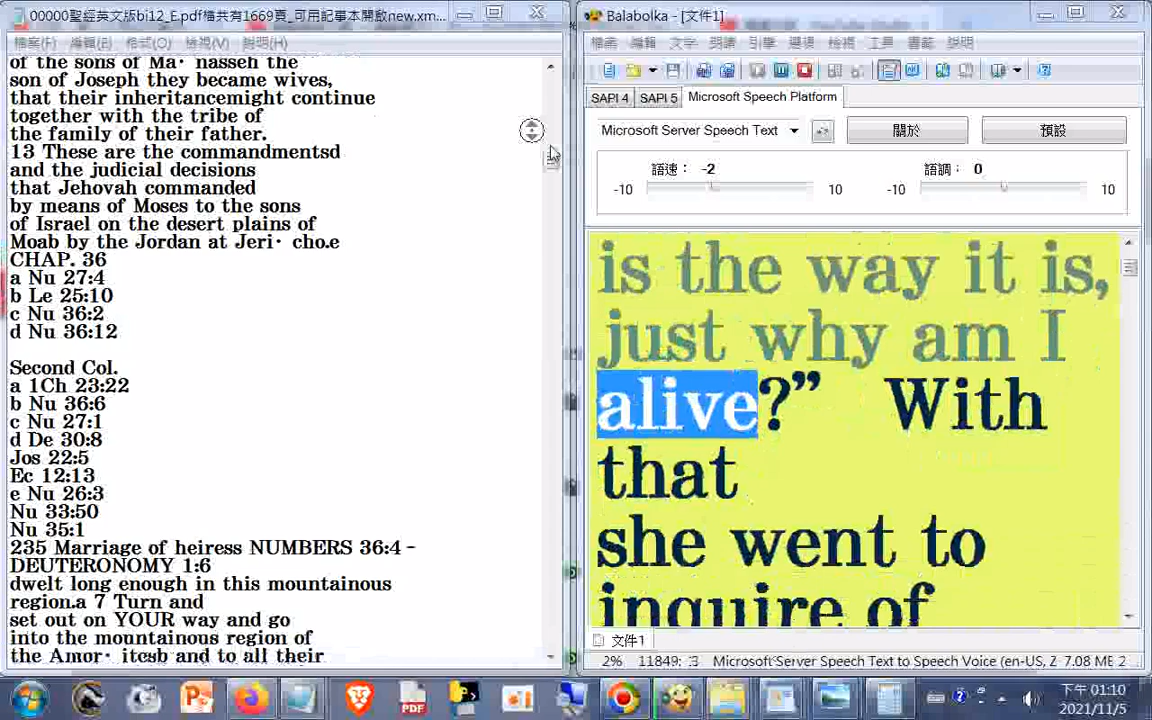 00000聖經英文版bi12_E.pdf檔共有1669頁_可用記事本開啟new.xm...
檔案(F) 編輯(E) 格式(O) 檢視(V) 說明(H)
of the sons of Ma· nasseh the
son of Joseph they became wives,
that their inheritancemight continue
together with the tribe of
the family of their father.
13 These are the commandmentsd
and the judicial decisions
that Jehovah commanded
by means of Moses to the sons
of Israel on the desert plains of
Moab by the Jordan at Jeri· cho.e
CHAP. 36
a Nu 27:4
b Le 25:10
c Nu 36:2
d Nu 36:12
Second Col.
a 1Ch 23:22
b Nu 36:6
c Nu 27:1
d De 30:8
Jos 22:5
Ec 12:13
e Nu 26:3
Nu 33:50
Nu 35:1
235 Marriage of heiress NUMBERS 36:4 -
DEUTERONOMY 1:6
dwelt long enough in this mountainous
region.a 7 Turn and
set out on YOUR way and go
into the mountainous region of
the Amor· itesb and to all their
Balabolka - [文件1]
檔案 編輯 文字 朗讀 引擎 選項 檢視 工具 書籤 說明
SAPI 4 SAPI 5 Microsoft Speech Platform
Microsoft Server Speech Text 關於 預設
語速： -2 語調： 0
-10 10 -10 10
is the way it is,
just why am I
alive?” With
that
she went to
inquire of
文件1
2% 11849: 3 Microsoft Server Speech Text to Speech Voice (en-US, Z 7.08 MB 2
PDF
下午 01:10
2021/11/5